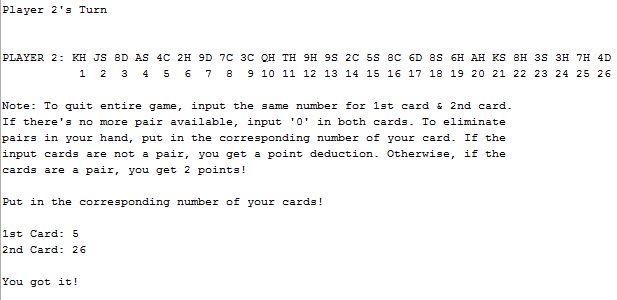 Player 2's Turn
PLAYER 2: KH JS 8D AS 4C 2H 9D 7C 3C QH TH 9H 9S 2C 5S 8C 6D 8S 6H AH KS 8H 3S 3H 7H 4D
1 2 3 4 5 6 7 8 9 10 11 12 13 14 15 16 17 18 19 20 21 22 23 24 25 26
Note: To quit entire game, input the same number for 1st card & 2nd card.
If there's no more pair available, input '0' in both cards. To eliminate
pairs in your hand, put in the corresponding number of your card. If the
input cards are not a pair, you get a point deduction. Otherwise, if the
cards are a pair, you get 2 points!
Put in the corresponding number of your cards!
1st Card: 5
2nd Card: 26
You got it!